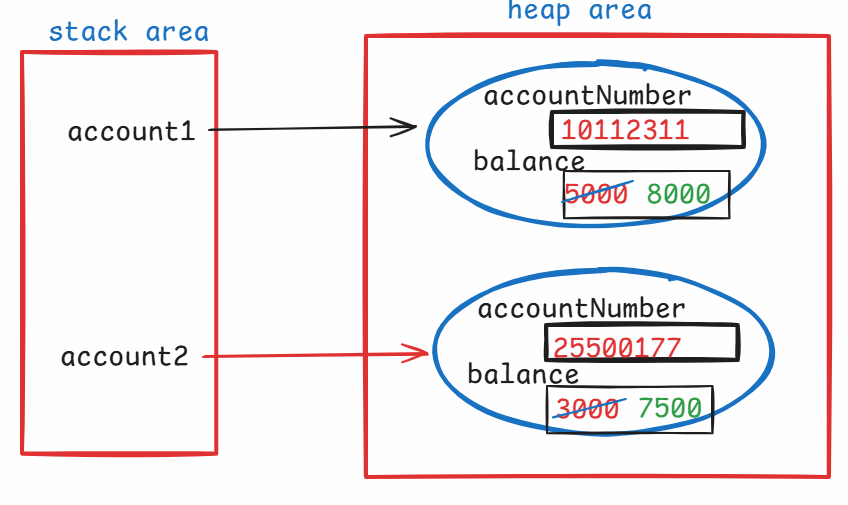 stack area
heap area
account1
accountNumber
10112311
balance
5000 8000
account2
accountNumber
25500177
balance
3000 7500